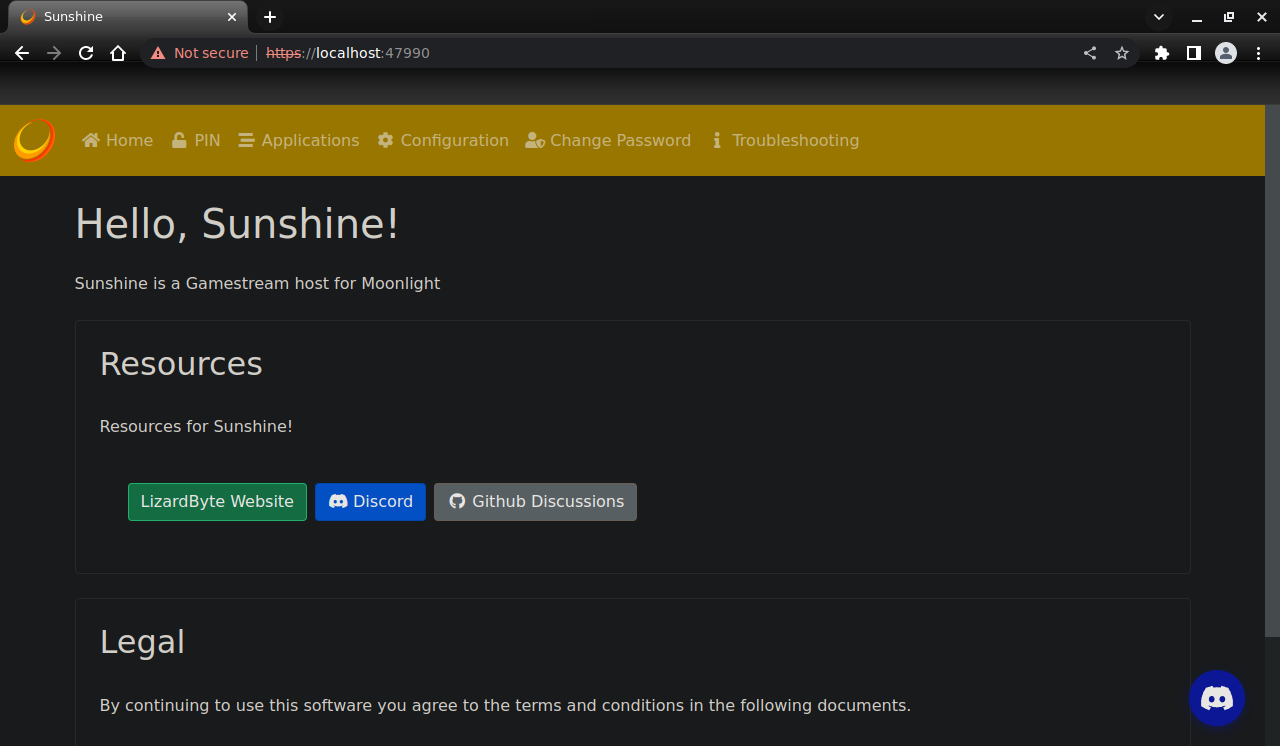 Sunshine
Not secure https://localhost:47990
Home PIN Applications Configuration Change Password Troubleshooting
Hello, Sunshine!
Sunshine is a Gamestream host for Moonlight
Resources
Resources for Sunshine!
LizardByte Website Discord Github Discussions
Legal
By continuing to use this software you agree to the terms and conditions in the following documents.